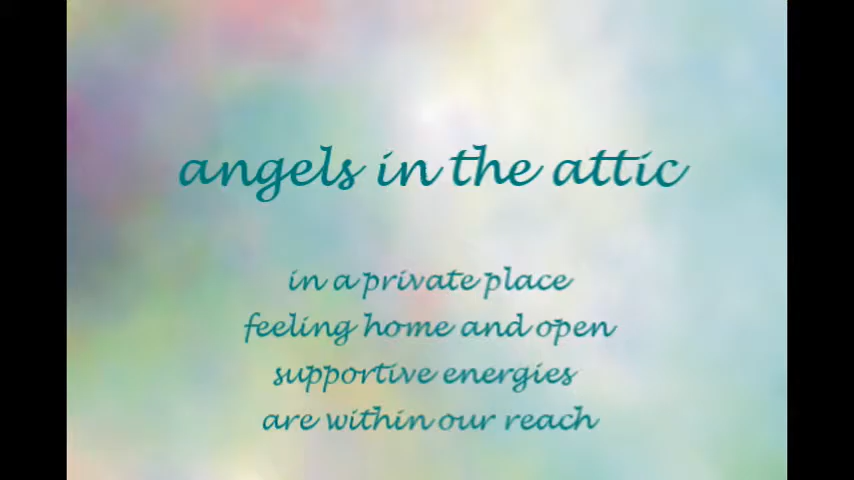 angels in the attic
in a private place
feeling home and open
supportive energies
are within our reach